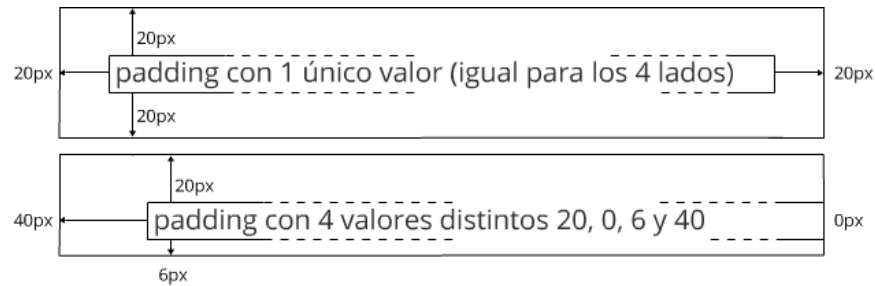 20px
20px padding con 1 único valor (igual para los 4 lados) 20px
20px
20px
40px padding con 4 valores distintos 20, 0, 6 y 40 0px
6px